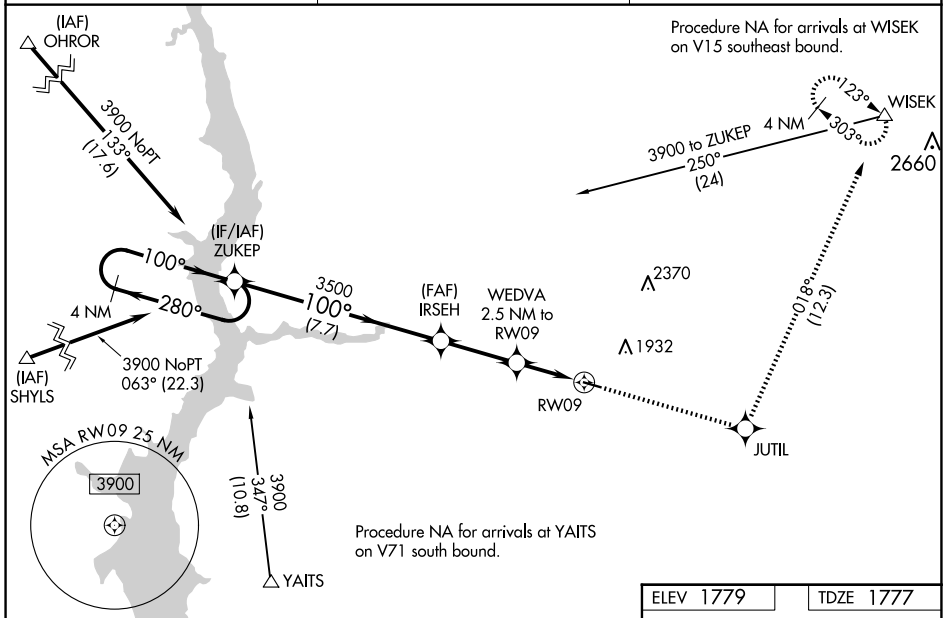 (IAF)
OHROR
Procedure NA for arrivals at WISEK
on V15 southeast bound.
3900 NoPT
133°
(17.6)
123°
WISEK
4 NM
303°
3900 to ZUKEP
250°
(24)
2660
(IF/IAF)
ZUKEP
100°
280°
4 NM
3500
100°
(7.7)
(FAF)
IRSEH
WEDVA
2.5 NM to
RW09
2370
1932
018°
(12.3)
(IAF)
SHYLS
3900 NoPT
063° (22.3)
RW09
JUTIL
MSA RW09 25 NM
3900
3900
347°
(10.8)
Procedure NA for arrivals at YAITS
on V71 south bound.
YAITS
ELEV 1779
TDZE 1777